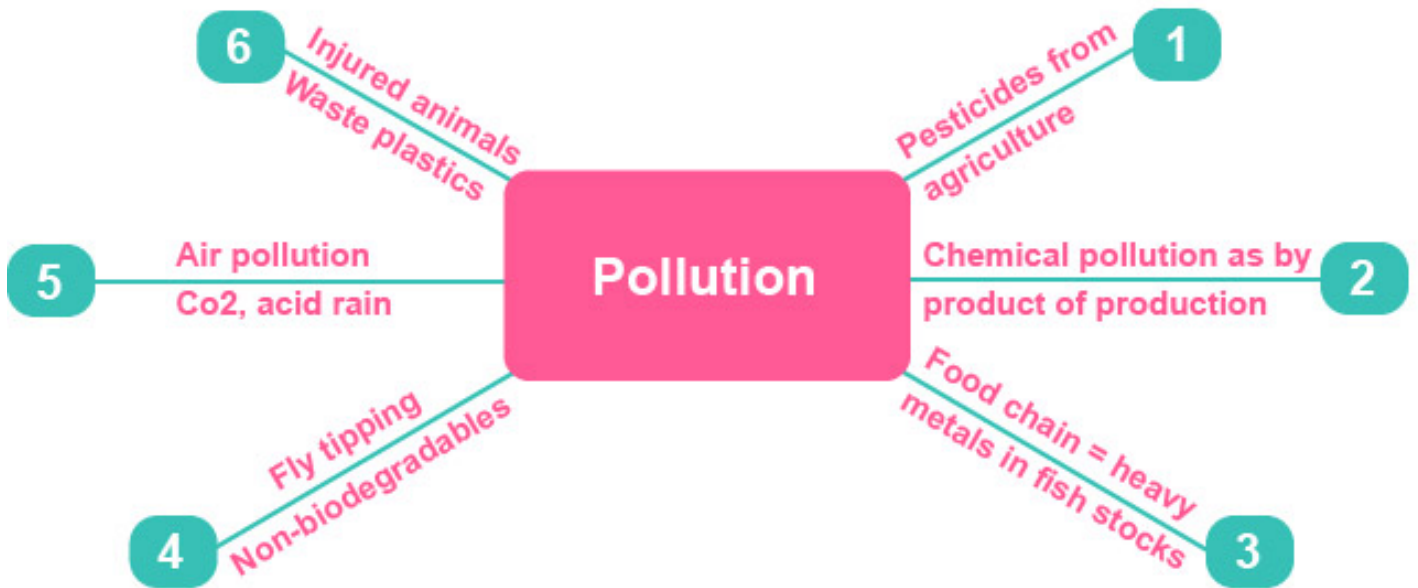 Pollution
1
Pesticides from
agriculture
2
Chemical pollution as by
product of production
3
Food chain = heavy
metals in fish stocks
4
Fly tipping
Non-biodegradables
5
Air pollution
Co2, acid rain
6
Injured animals
Waste plastics